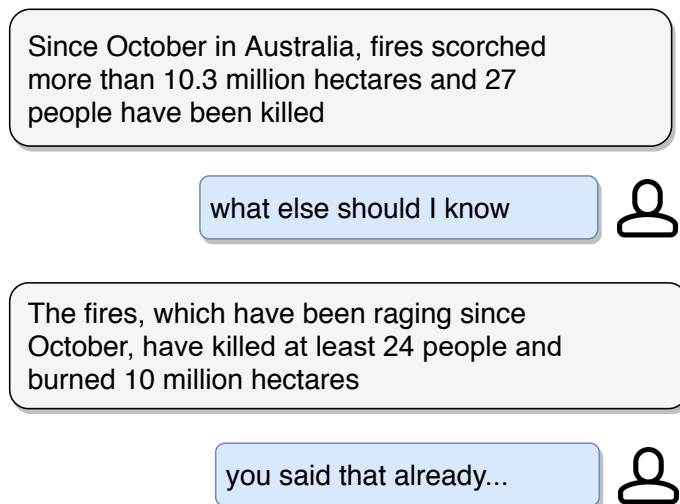 Since October in Australia, fires scorched
more than 10.3 million hectares and 27
people have been killed
what else should I know
The fires, which have been raging since
October, have killed at least 24 people and
burned 10 million hectares
you said that already...